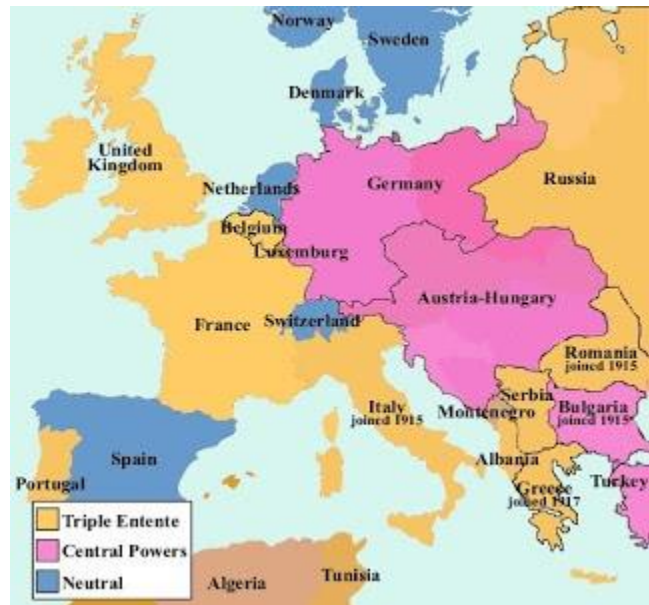 Norway
Sweden
Denmark
United
Kingdom
Netherlands
Germany
Russia
Belgium
Luxemburg
Austria-Hungary
France
Switzerland
Romania
joined 1915
Serbia
Italy
joined 1915
Montenegro
Bulgaria
joined 1915
Albania
Spain
Portugal
Greece
joined 1917
Turkey
Triple Entente
Central Powers
Neutral
Algeria
Tunisia